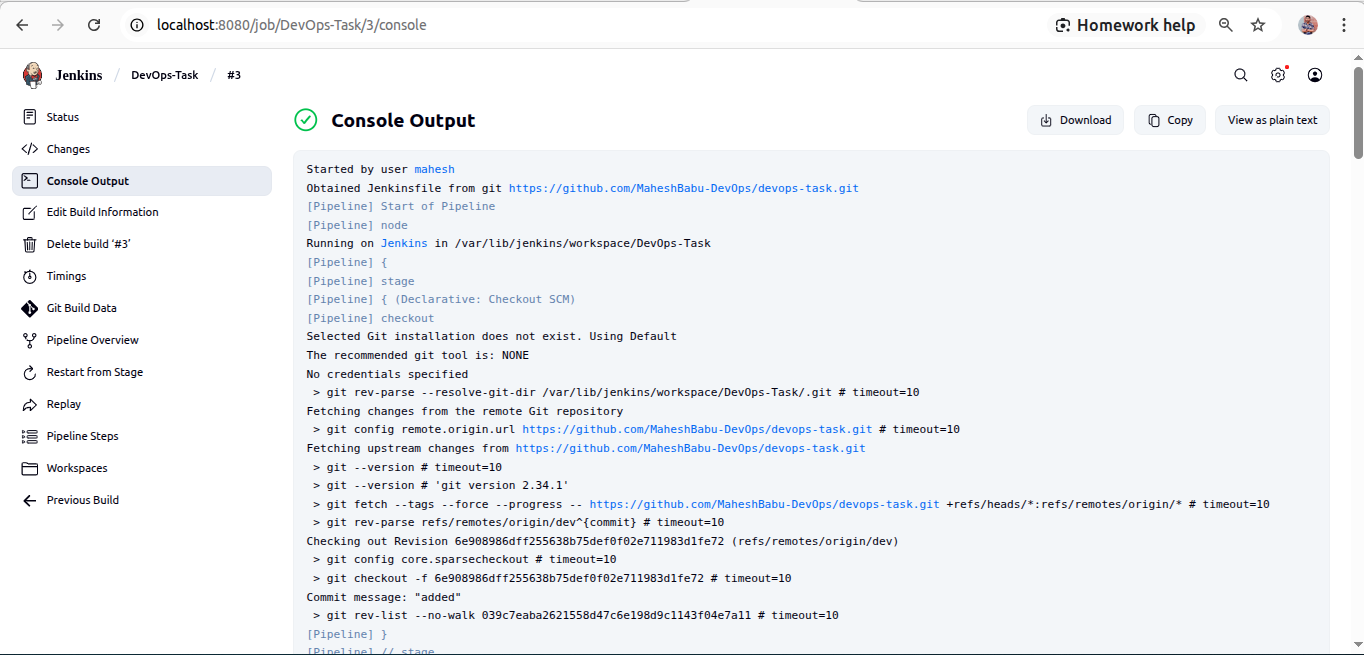 localhost:8080/job/DevOps-Task/3/console
Homework help
Jenkins / DevOps-Task / #3
Status
Changes
Console Output
Edit Build Information
Delete build ‘#3’
Timings
Git Build Data
Pipeline Overview
Restart from Stage
Replay
Pipeline Steps
Workspaces
Previous Build
Console Output
Download
Copy
View as plain text
Started by user mahesh
Obtained Jenkinsfile from git https://github.com/MaheshBabu-DevOps/devops-task.git
[Pipeline] Start of Pipeline
[Pipeline] node
Running on Jenkins in /var/lib/jenkins/workspace/DevOps-Task
[Pipeline] {
[Pipeline] stage
[Pipeline] { (Declarative: Checkout SCM)
[Pipeline] checkout
Selected Git installation does not exist. Using Default
The recommended git tool is: NONE
No credentials specified
> git rev-parse --resolve-git-dir /var/lib/jenkins/workspace/DevOps-Task/.git # timeout=10
Fetching changes from the remote Git repository
> git config remote.origin.url https://github.com/MaheshBabu-DevOps/devops-task.git # timeout=10
Fetching upstream changes from https://github.com/MaheshBabu-DevOps/devops-task.git
> git --version # timeout=10
> git --version # 'git version 2.34.1'
> git fetch --tags --force --progress -- https://github.com/MaheshBabu-DevOps/devops-task.git +refs/heads/*:refs/remotes/origin/* # timeout=10
> git rev-parse refs/remotes/origin/dev^{commit} # timeout=10
Checking out Revision 6e908986dff255638b75def0f02e711983d1fe72 (refs/remotes/origin/dev)
> git config core.sparsecheckout # timeout=10
> git checkout -f 6e908986dff255638b75def0f02e711983d1fe72 # timeout=10
Commit message: "added"
> git rev-list --no-walk 039c7eaba2621558d47c6e198d9c1143f04e7a11 # timeout=10
[Pipeline] }
[Pipeline] // stage